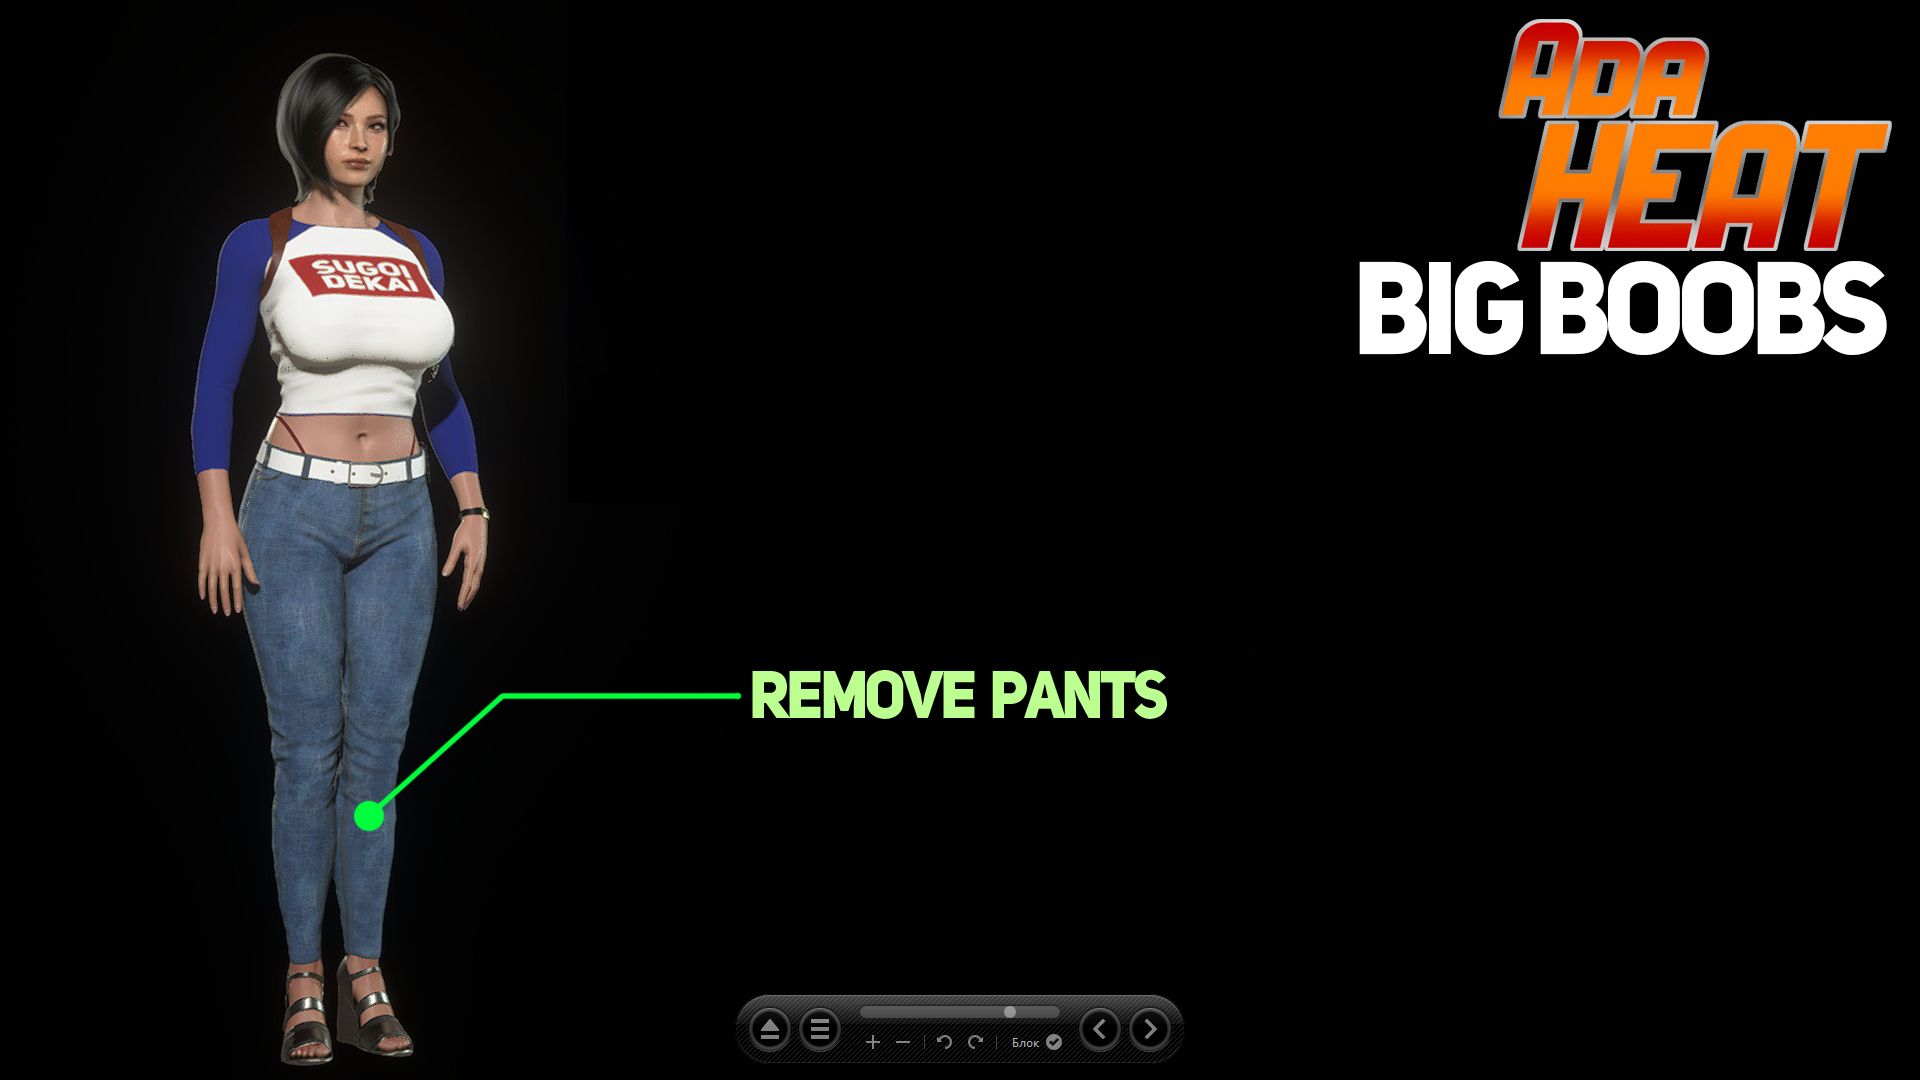 ADA
HEAT
BIG BOOBS
SUGOI
DEKAI
REMOVE PANTS
Блок